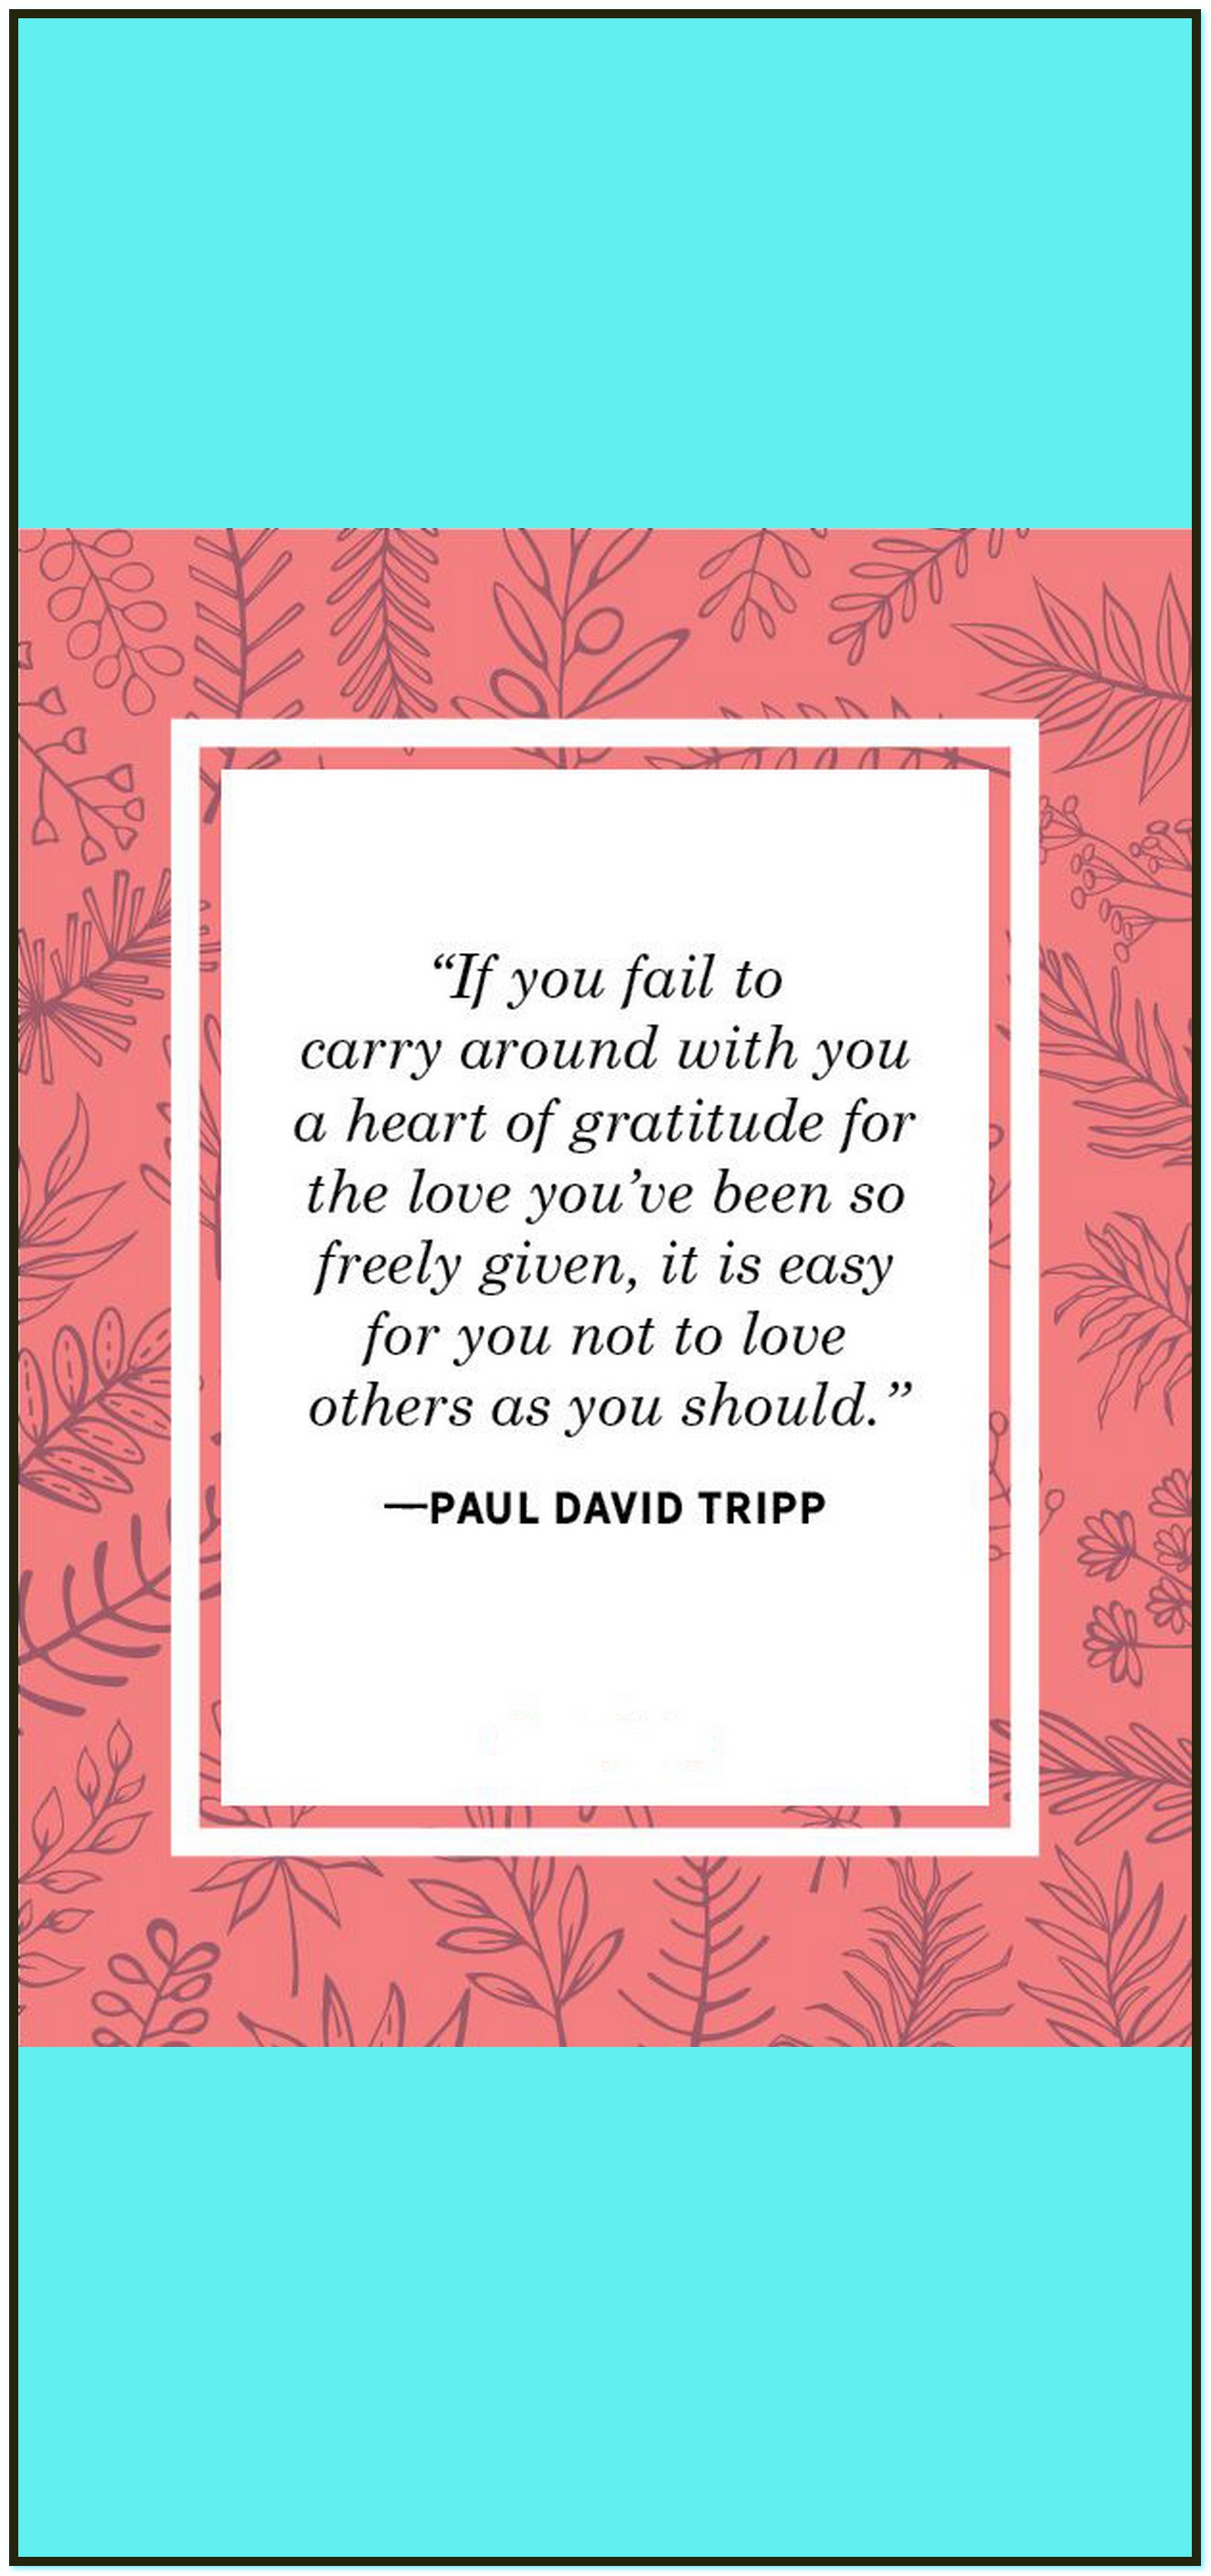 “If you fail to
carry around with you
a heart of gratitude for
the love you’ve been so
freely given, it is easy
for you not to love
others as you should.”
—PAUL DAVID TRIPP